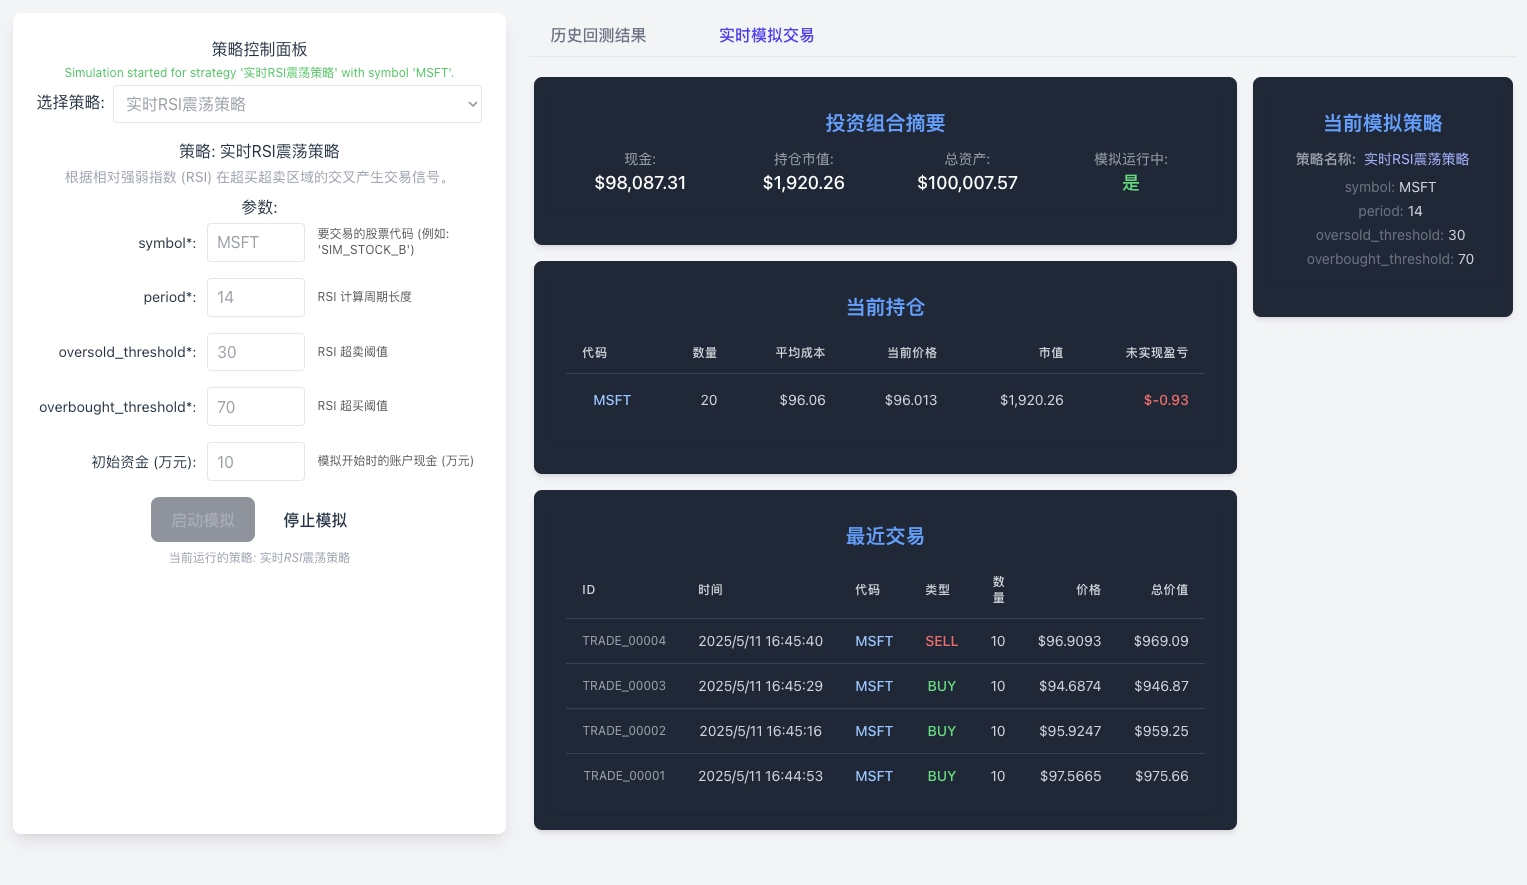 策略控制面板
Simulation started for strategy '实时RSI震荡策略' with symbol 'MSFT'.
选择策略: 实时RSI震荡策略
策略: 实时RSI震荡策略
根据相对强弱指数 (RSI) 在超买超卖区域的交叉产生交易信号。
参数:
symbol*: MSFT 要交易的股票代码 (例如:
'SIM_STOCK_B')
period*: 14 RSI 计算周期长度
oversold_threshold*: 30 RSI 超卖阈值
overbought_threshold*: 70 RSI 超买阈值
初始资金 (万元): 10 模拟开始时的账户现金 (万元)
启动模拟 停止模拟
当前运行的策略: 实时RSI震荡策略
历史回测结果 实时模拟交易
投资组合摘要
现金: 持仓市值: 总资产: 模拟运行中:
$98,087.31 $1,920.26 $100,007.57 是
当前持仓
代码 数量 平均成本 当前价格 市值 未实现盈亏
MSFT 20 $96.06 $96.013 $1,920.26 $-0.93
最近交易
ID 时间 代码 类型 数量 价格 总价值
TRADE_00004 2025/5/11 16:45:40 MSFT SELL 10 $96.9093 $969.09
TRADE_00003 2025/5/11 16:45:29 MSFT BUY 10 $94.6874 $946.87
TRADE_00002 2025/5/11 16:45:16 MSFT BUY 10 $95.9247 $959.25
TRADE_00001 2025/5/11 16:44:53 MSFT BUY 10 $97.5665 $975.66
当前模拟策略
策略名称: 实时RSI震荡策略
symbol: MSFT
period: 14
oversold_threshold: 30
overbought_threshold: 70